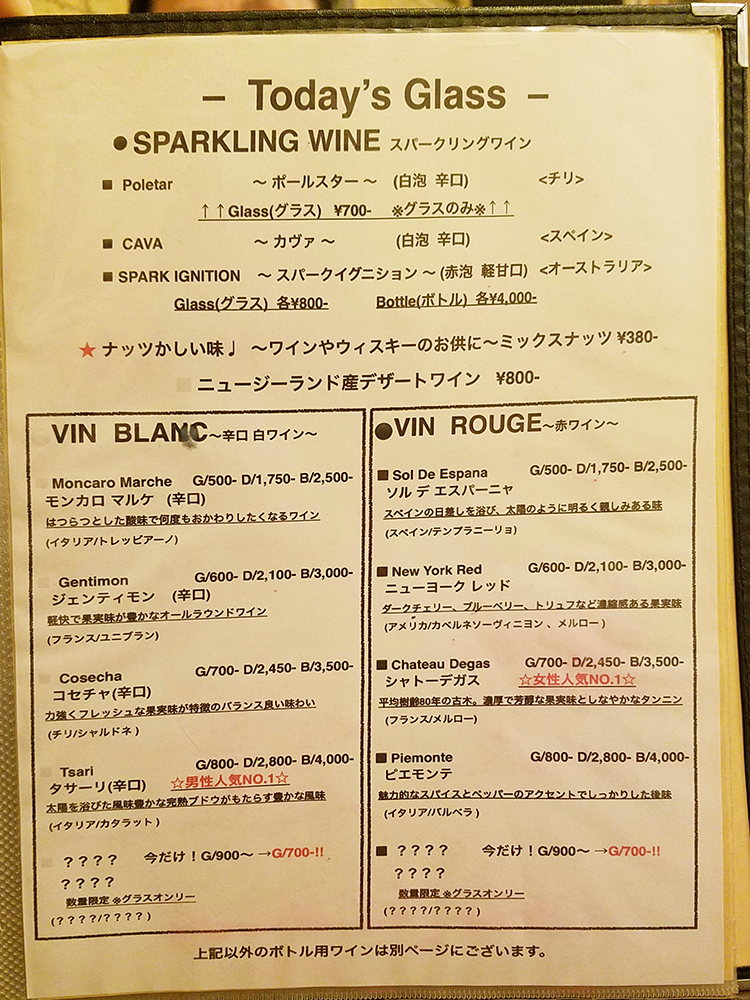 – Today's Glass –
●SPARKLING WINE スパークリングワイン
■ Poletar ～ ポールスター ～ (白泡 辛口) <チリ>
↑↑Glass(グラス) ¥700- ※グラスのみ※↑↑
■ CAVA ～ カヴァ ～ (白泡 辛口) <スペイン>
■ SPARK IGNITION ～ スパークイグニション ～ (赤泡 軽甘口) <オーストラリア>
Glass(グラス) 各¥800- Bottle(ボトル) 各¥4,000-
★ ナッツかしい味♩ ～ワインやウィスキーのお供に～ミックスナッツ ¥380-
ニュージーランド産デザートワイン ¥800-
VIN BLANC～辛口 白ワイン～
Moncaro Marche G/500- D/1,750- B/2,500-
モンカロ マルケ (辛口)
はつらつとした酸味で何度もおかわりしたくなるワイン
(イタリア/トレッビアーノ)
Gentimon G/600- D/2,100- B/3,000-
ジェンティモン (辛口)
軽快で果実味が豊かなオールラウンドワイン
(フランス/ユニブラン)
Cosecha G/700- D/2,450- B/3,500-
コセチャ(辛口)
力強くフレッシュな果実味が特徴のバランス良い味わい
(チリ/シャルドネ )
Tsari G/800- D/2,800- B/4,000-
タサーリ(辛口) ☆男性人気NO.1☆
太陽を浴びた風味豊かな完熟ブドウがもたらす豊かな風味
(イタリア/カタラット )
？？？？ 今だけ！G/900～ →G/700-!!
？？？？
数量限定 ※グラスオンリー
(？？？？/？？？？ )
●VIN ROUGE～赤ワイン～
■ Sol De Espana G/500- D/1,750- B/2,500-
ソル デ エスパーニャ
スペインの日差しを浴び、太陽のように明るく親しみある味
(スペイン/テンプラニーリョ)
■ New York Red G/600- D/2,100- B/3,000-
ニューヨーク レッド
ダークチェリー、ブルーベリー、トリュフなど濃縮感ある果実味
(アメリカ/カベルネソーヴィニヨン 、メルロー )
■ Chateau Degas G/700- D/2,450- B/3,500-
シャトーデガス ☆女性人気NO.1☆
平均樹齢80年の古木。濃厚で芳醇な果実味としなやかなタンニン
(フランス/メルロー)
■ Piemonte G/800- D/2,800- B/4,000-
ピエモンテ
魅力的なスパイスとペッパーのアクセントでしっかりした後味
(イタリア//バルベラ )
■ ？？？？ 今だけ！G/900～ →G/700-!!
？？？？
数量限定 ※グラスオンリー
(？？？？/？？？？ )
上記以外のボトル用ワインは別ページにございます。